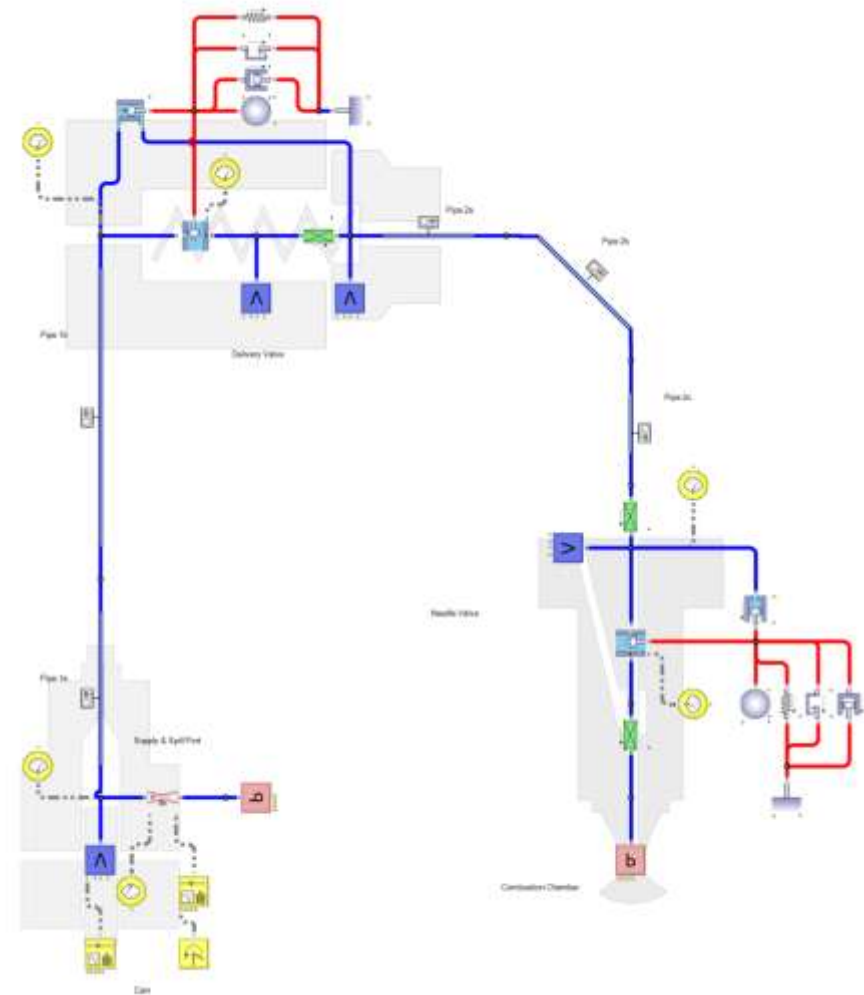 Pipe 2a
Pipe 2b
Pipe 1b
Delivery Valve
Pipe 2c
Needle Valve
Pipe 1a
Supply & Spill Port
Combustion Chamber
Cam